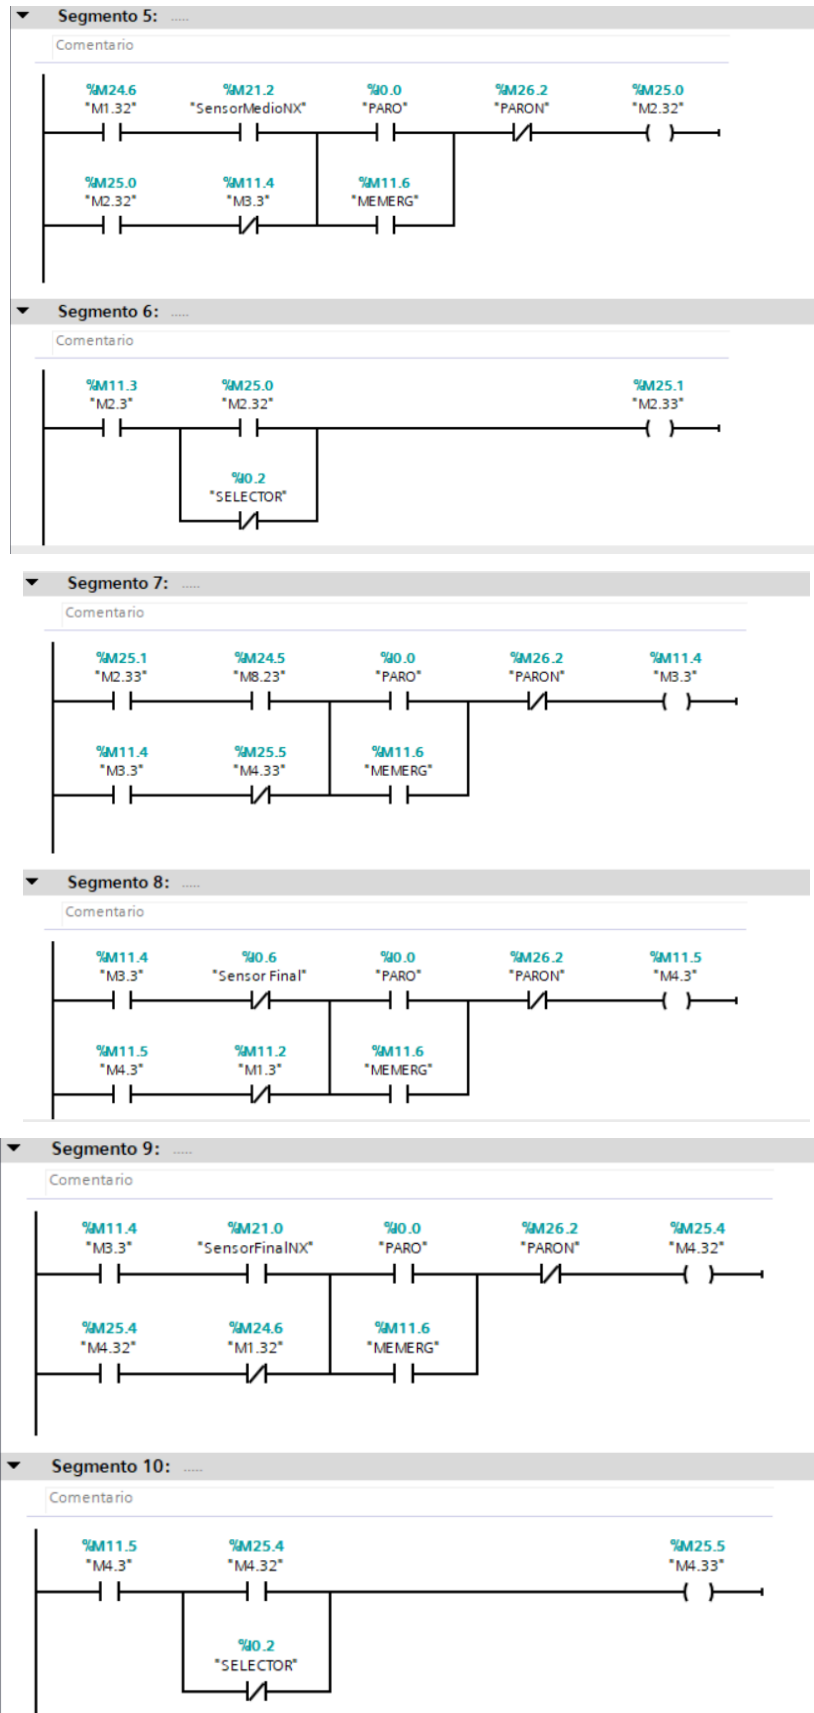 Segmento 5: .....
Comentario
%M24.6 %M21.2 %I0.0 %M26.2 %M25.0
"M1.32" "SensorMedioNX" "PARO" "PARON" "M2.32"
%M25.0 %M11.4 %M11.6
"M2.32" "M3.3" "MEMERG"
Segmento 6: .....
Comentario
%M11.3 %M25.0 %M25.1
"M2.3" "M2.32" "M2.33"
%I0.2
"SELECTOR"
Segmento 7: .....
Comentario
%M25.1 %M24.5 %I0.0 %M26.2 %M11.4
"M2.33" "M8.23" "PARO" "PARON" "M3.3"
%M11.4 %M25.5 %M11.6
"M3.3" "M4.33" "MEMERG"
Segmento 8: .....
Comentario
%M11.4 %I0.6 %I0.0 %M26.2 %M11.5
"M3.3" "Sensor Final" "PARO" "PARON" "M4.3"
%M11.5 %M11.2 %M11.6
"M4.3" "M1.3" "MEMERG"
Segmento 9: .....
Comentario
%M11.4 %M21.0 %I0.0 %M26.2 %M25.4
"M3.3" "SensorFinalNX" "PARO" "PARON" "M4.32"
%M25.4 %M24.6 %M11.6
"M4.32" "M1.32" "MEMERG"
Segmento 10: .....
Comentario
%M11.5 %M25.4 %M25.5
"M4.3" "M4.32" "M4.33"
%I0.2
"SELECTOR"